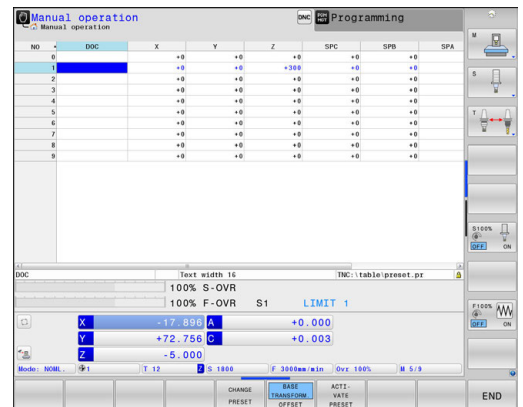 Manual operation
Manual operation
DNC
Programming
NO DOC X Y Z SPC SPB SPA
0 +0 +0 +0 +0 +0
1 +0 +0 +300 +0 +0
2 +0 +0 +0 +0 +0
3 +0 +0 +0 +0 +0
4 +0 +0 +0 +0 +0
5 +0 +0 +0 +0 +0
6 +0 +0 +0 +0 +0
7 +0 +0 +0 +0 +0
8 +0 +0 +0 +0 +0
9 +0 +0 +0 +0 +0
DOC Text width 16 TNC:\table\preset.pr
100% S-OVR
100% F-OVR S1 LIMIT 1
X -17.896 A +0.000
Y +72.756 C +0.003
Z -5.000
Mode: NOML. 1 T 12 Z S 1800 F 3000mm/min Ovr 100% M 5/9
CHANGE PRESET
BASE TRANSFORM. OFFSET
ACTI- VATE PRESET
END
M
S
T
S100%
OFF ON
F100%
OFF ON